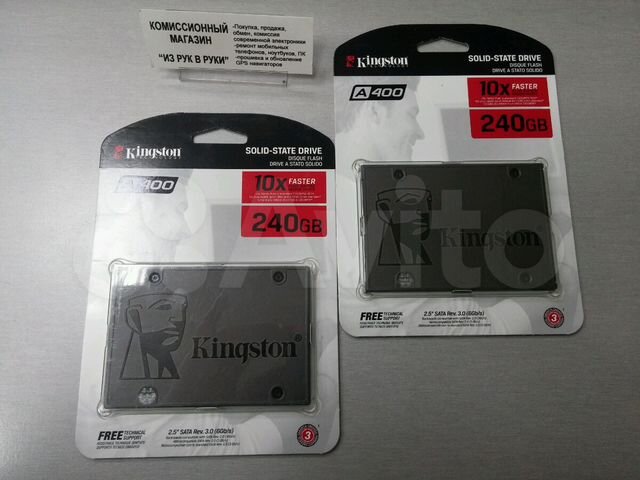 КОМИССИОННЫЙ
МАГАЗИН
"ИЗ РУК В РУКИ"
-Покупка, продажа,
обмен, комиссия
современной электроники
-ремонт мобильных
телефонов, ноутбуков, ПК
-прошивка и обновление
GPS навигаторов
Kingston
TECHNOLOGY
SOLID-STATE DRIVE
DISQUE FLASH
DRIVE A STATO SOLIDO
A400
10x FASTER
240GB
Kingston
FREE TECHNICAL
SUPPORT
2.5" SATA Rev. 3.0 (6Gb/s)
3
Kingston
TECHNOLOGY
SOLID-STATE DRIVE
DISQUE FLASH
DRIVE A STATO SOLIDO
A400
10x FASTER
240GB
Kingston
FREE TECHNICAL
SUPPORT
2.5" SATA Rev. 3.0 (6Gb/s)
3
Avito